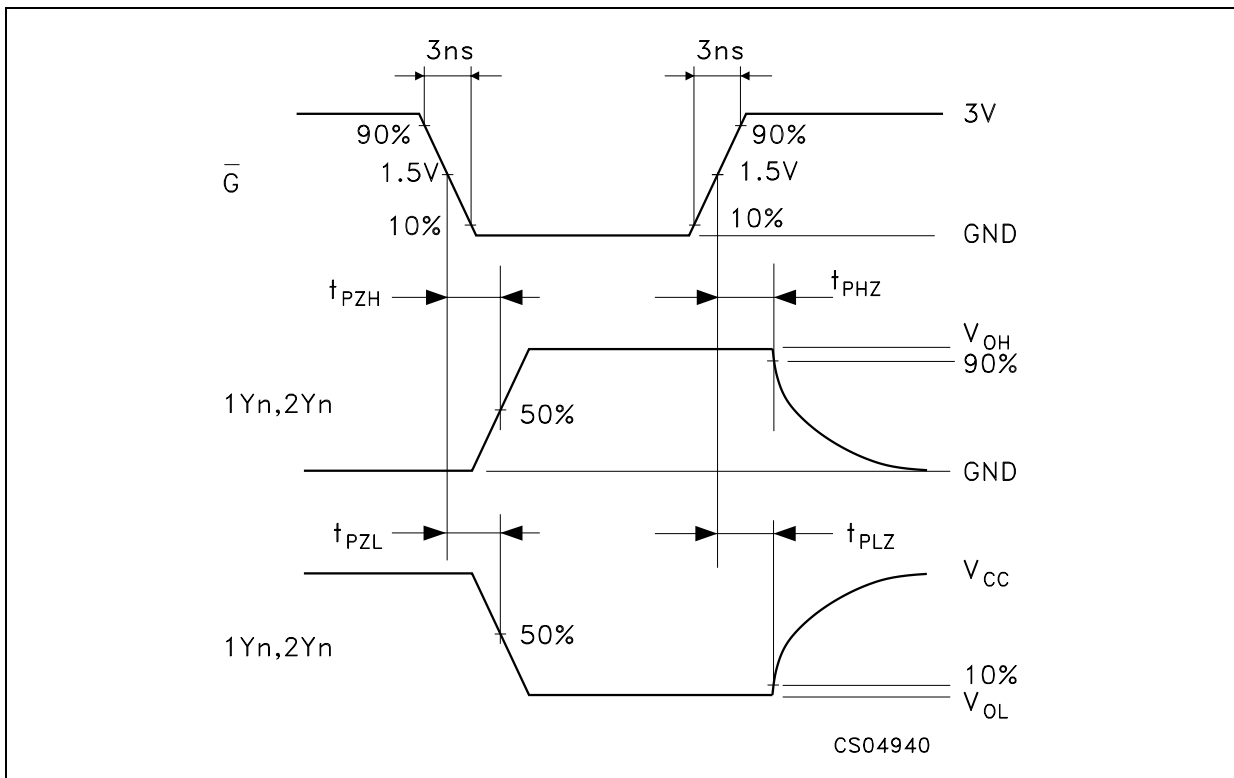 3ns 3ns
3V
90% 90%
1.5V 1.5V
G̅
10% 10%
GND
tPZH tPHZ
VOH
90%
1Yn,2Yn
50%
GND
tPZL tPLZ
VCC
50%
1Yn,2Yn
10%
VOL
CS04940